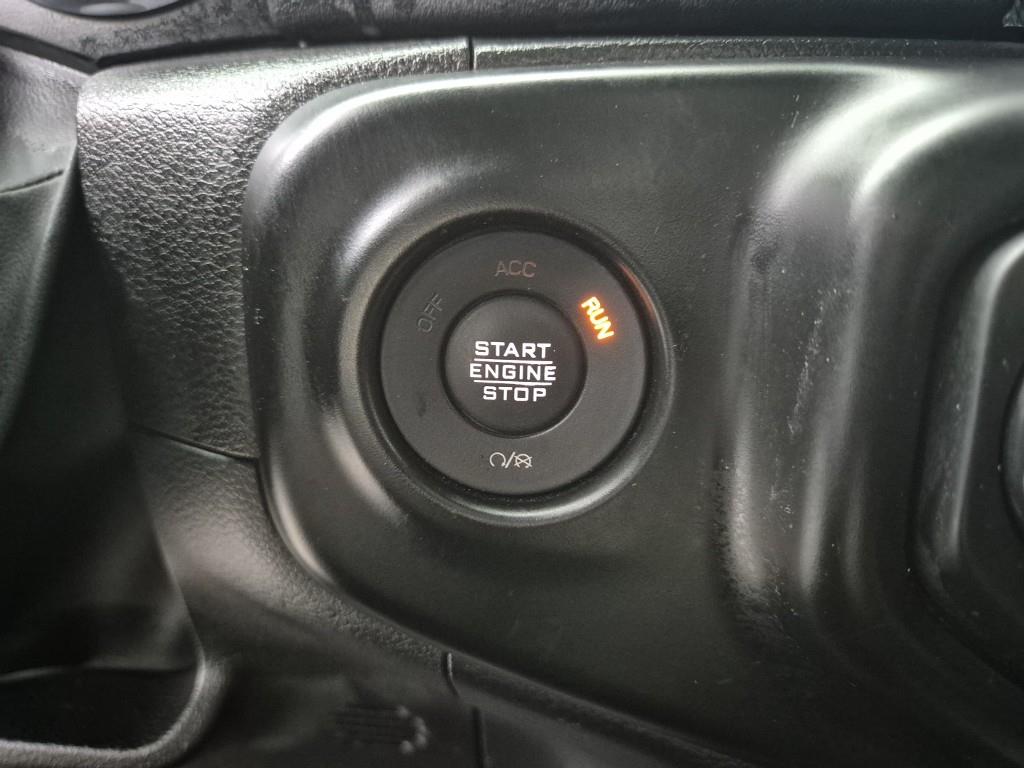 ACC
OFF
RUN
START
ENGINE
STOP